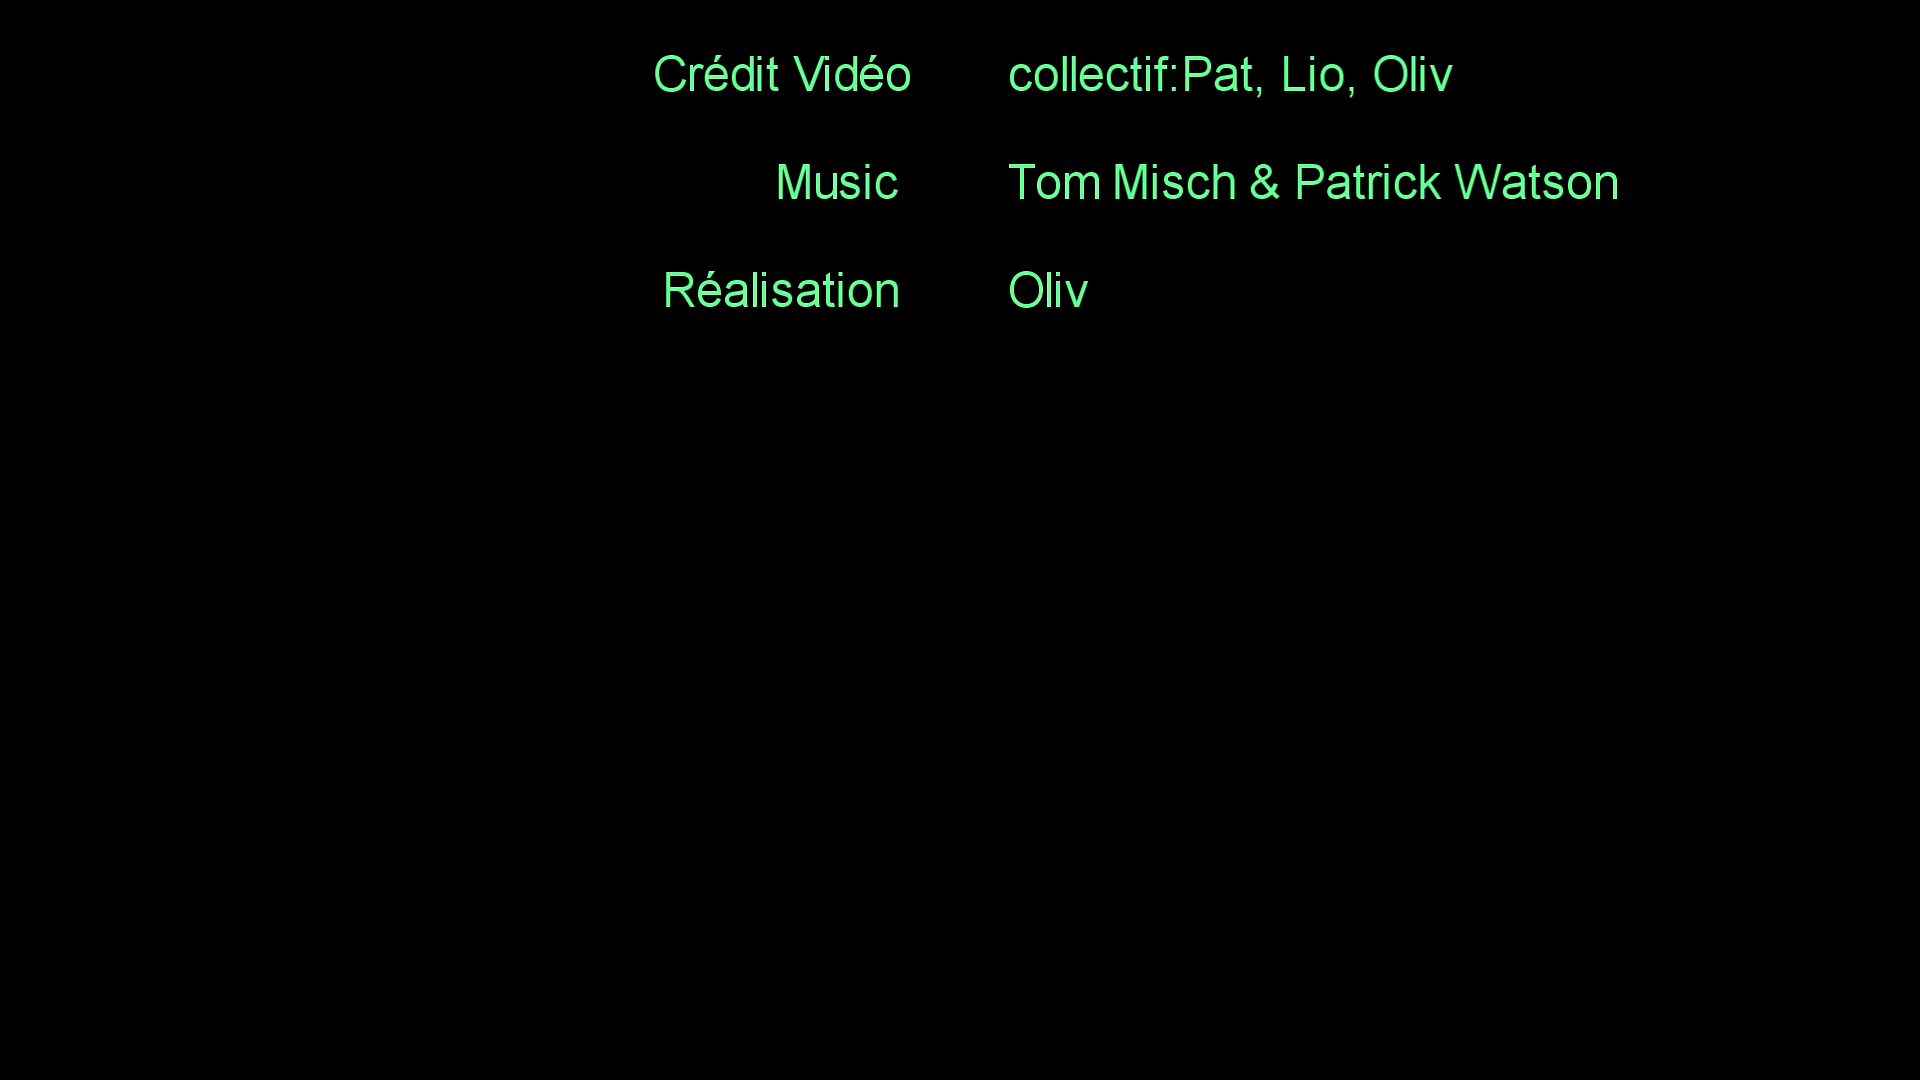 Crédit Vidéo collectif:Pat, Lio, Oliv
Music Tom Misch & Patrick Watson
Réalisation Oliv